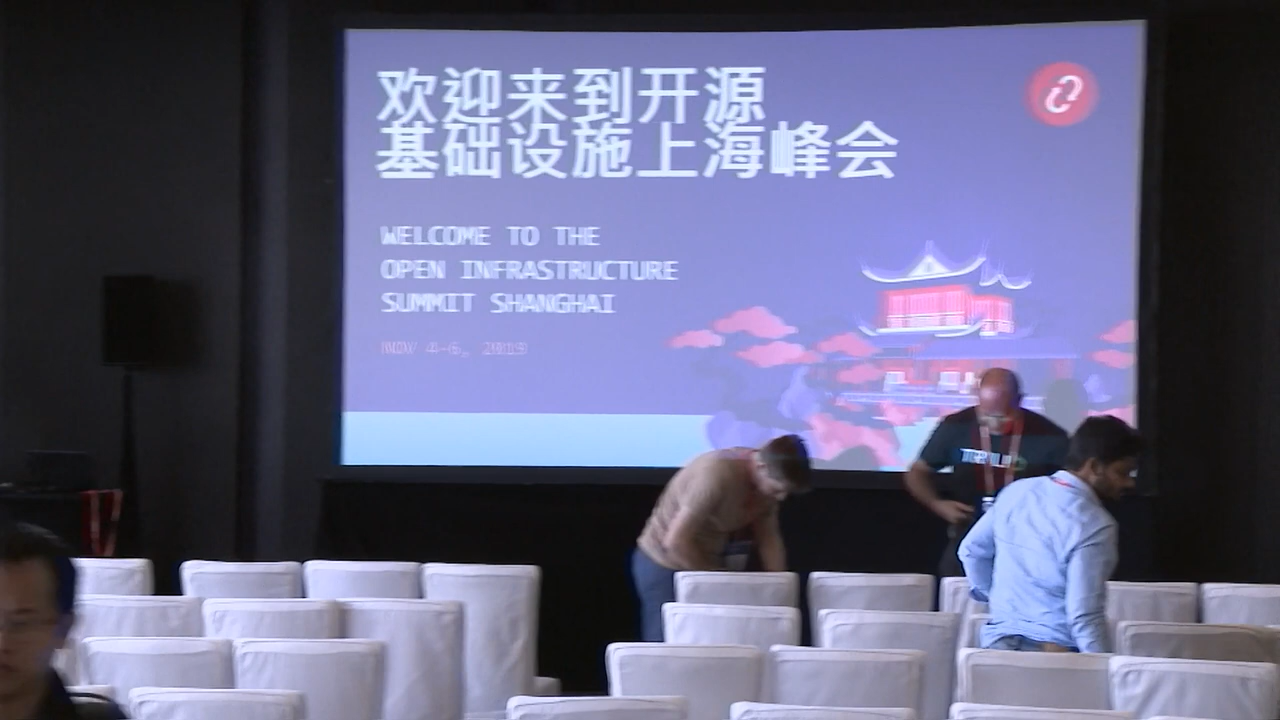 欢迎来到开源
基础设施上海峰会
WELCOME TO THE
OPEN INFRASTRUCTURE
SUMMIT SHANGHAI
NOV 4-6, 2019